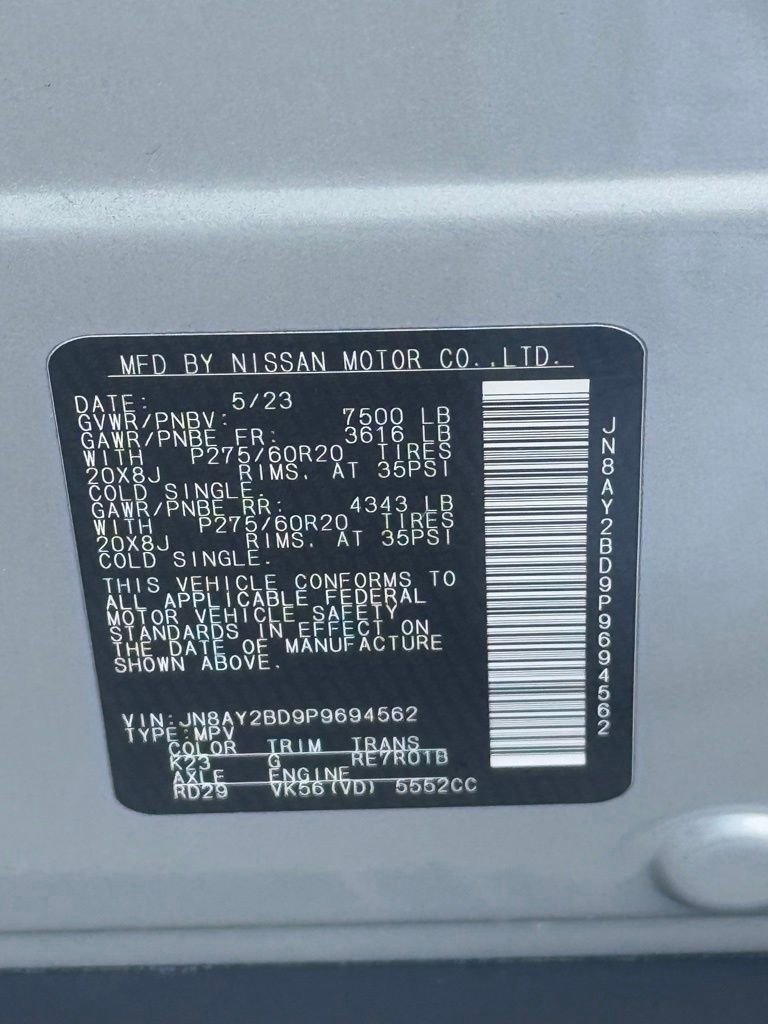 MFD BY NISSAN MOTOR CO.,LTD.
DATE: 5/23
GVWR/PNBV: 7500 LB
GAWR/PNBE FR: 3616 LB
WITH P275/60R20 TIRES
20X8J RIMS, AT 35PSI
COLD SINGLE.
GAWR/PNBE RR: 4343 LB
WITH P275/60R20 TIRES
20X8J RIMS, AT 35PSI
COLD SINGLE.
THIS VEHICLE CONFORMS TO
ALL APPLICABLE FEDERAL
MOTOR VEHICLE SAFETY
STANDARDS IN EFFECT ON
THE DATE OF MANUFACTURE
SHOWN ABOVE.
VIN:JN8AY2BD9P9694562
TYPE:MPV
COLOR TRIM TRANS
K23 G RE7R01B
AXLE ENGINE
RD29 VK56(VD) 5552CC
JN8AY2BD9P9694562